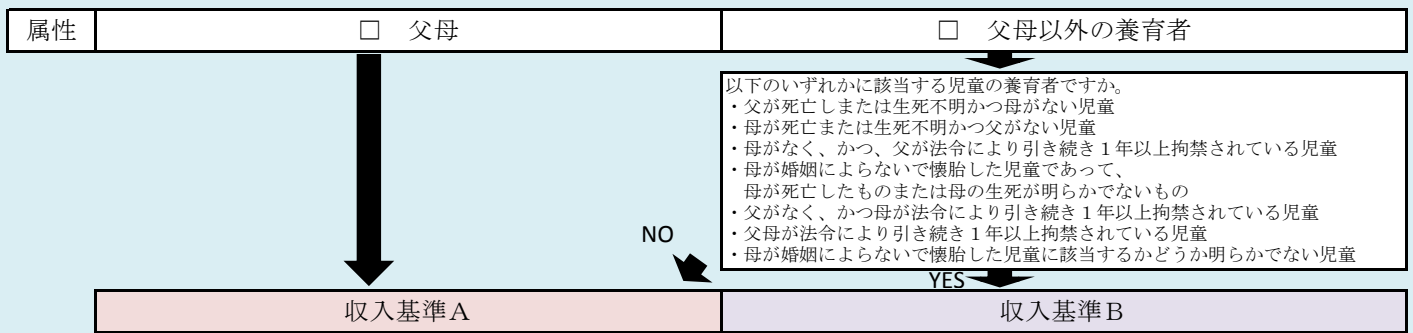 属性
□　父母
□　父母以外の養育者
以下のいずれかに該当する児童の養育者ですか。
・父が死亡しまたは生死不明かつ母がない児童
・母が死亡または生死不明かつ父がない児童
・母がなく、かつ、父が法令により引き続き１年以上拘禁されている児童
・母が婚姻によらないで懐胎した児童であって、
　母が死亡したものまたは母の生死が明らかでないもの
・父がなく、かつ母が法令により引き続き１年以上拘禁されている児童
・父母が法令により引き続き１年以上拘禁されている児童
・母が婚姻によらないで懐胎した児童に該当するかどうか明らかでない児童
NO
YES
収入基準Ａ
収入基準Ｂ